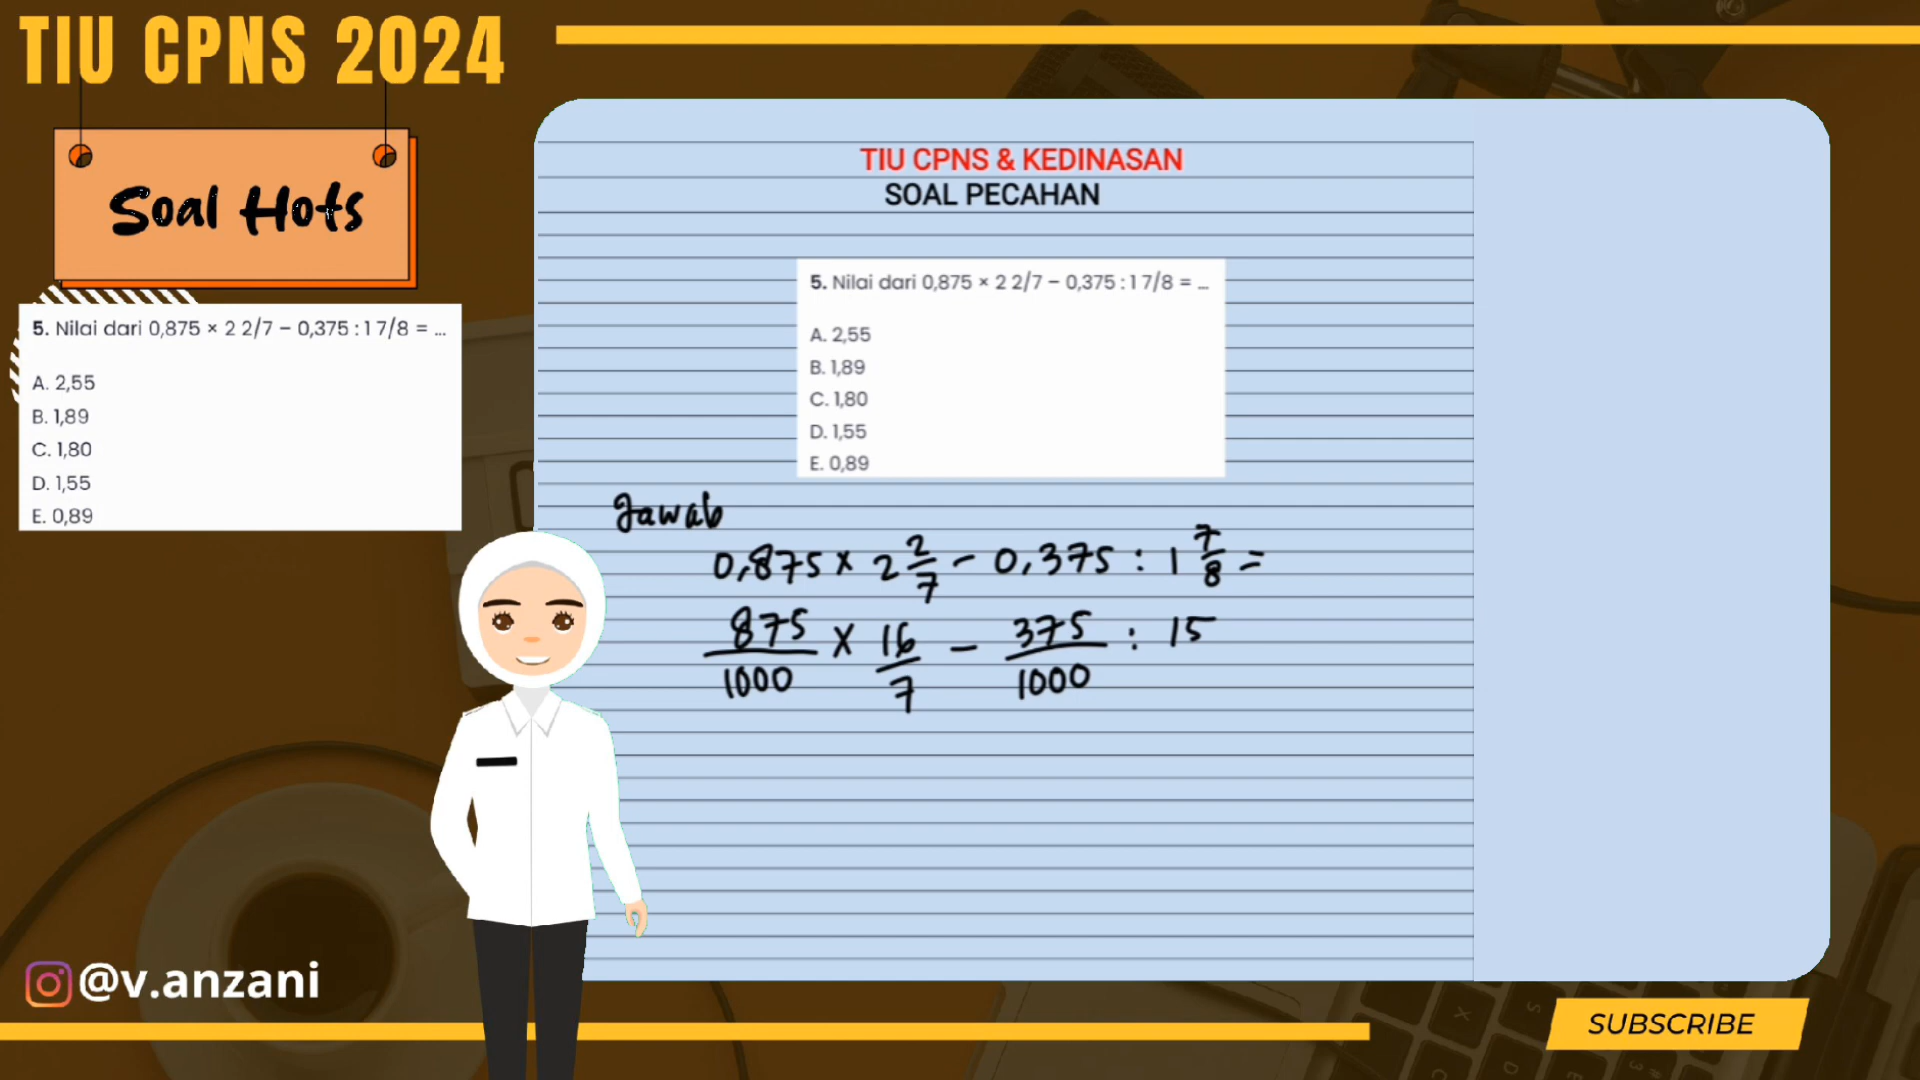 TIU CPNS 2024
Soal Hots
5. Nilai dari 0,875 × 2 2/7 – 0,375 : 1 7/8 = ...
A. 2,55
B. 1,89
C. 1,80
D. 1,55
E. 0,89
TIU CPNS & KEDINASAN
SOAL PECAHAN
5. Nilai dari 0,875 × 2 2/7 – 0,375 : 1 7/8 = ...
A. 2,55
B. 1,89
C. 1,80
D. 1,55
E. 0,89
Jawab
0,875 × 2 2/7 – 0,375 : 1 7/8 =
875/1000 × 16/7 – 375/1000 : 15
@v.anzani
SUBSCRIBE